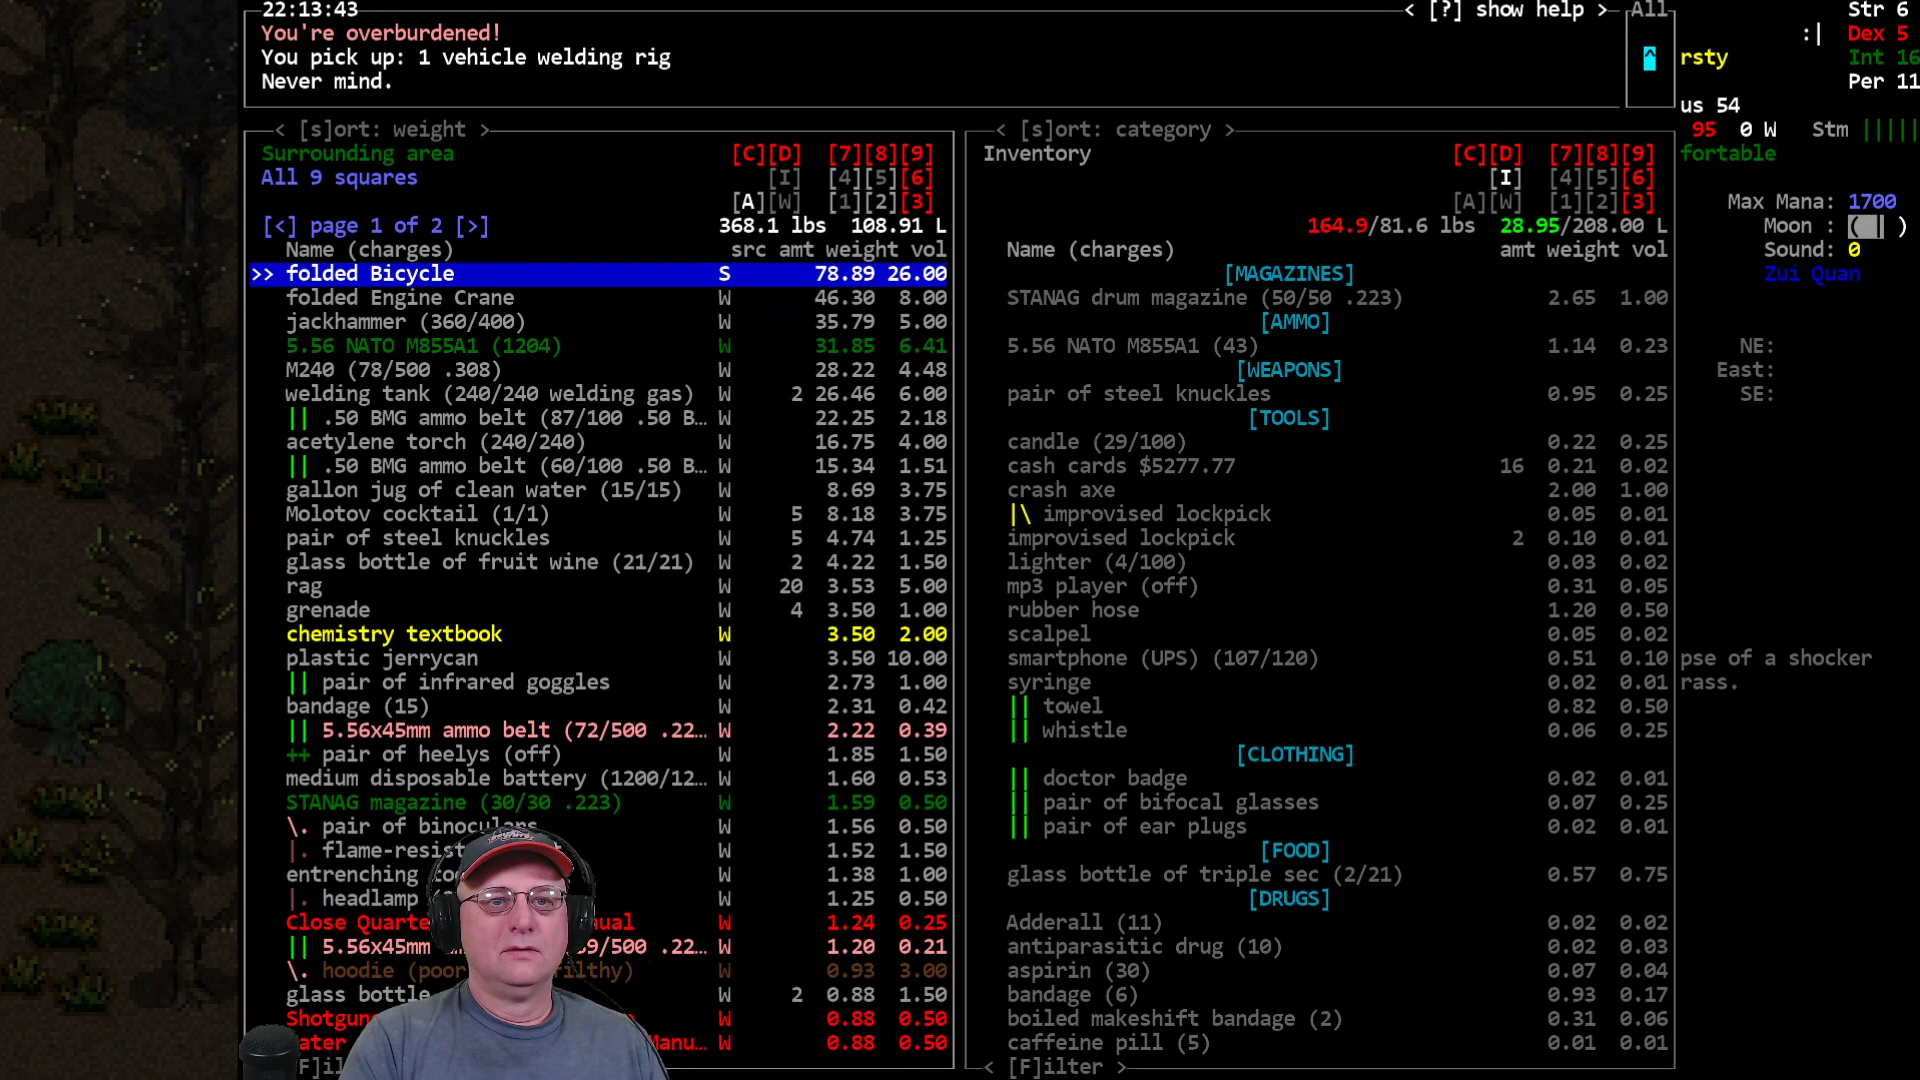 22:13:43
You're overburdened!
You pick up: 1 vehicle welding rig
Never mind.
< [?] show help >
All
^
:|
rsty
Str 6
Dex 5
Int 16
Per 11
us 54
95 0 W Stm |||||
fortable
Max Mana: 1700
Moon : ( | )
Sound: 0
Zui Quan
NE:
East:
SE:
pse of a shocker
rass.
< [s]ort: weight >
Surrounding area [C][D] [7][8][9]
All 9 squares [I] [4][5][6]
[A][W] [1][2][3]
[<] page 1 of 2 [>] 368.1 lbs 108.91 L
Name (charges) src amt weight vol
>> folded Bicycle S 78.89 26.00
folded Engine Crane W 46.30 8.00
jackhammer (360/400) W 35.79 5.00
5.56 NATO M855A1 (1204) W 31.85 6.41
M240 (78/500 .308) W 28.22 4.48
welding tank (240/240 welding gas) W 2 26.46 6.00
|| .50 BMG ammo belt (87/100 .50 B… W 22.25 2.18
acetylene torch (240/240) W 16.75 4.00
|| .50 BMG ammo belt (60/100 .50 B… W 15.34 1.51
gallon jug of clean water (15/15) W 8.69 3.75
Molotov cocktail (1/1) W 5 8.18 3.75
pair of steel knuckles W 5 4.74 1.25
glass bottle of fruit wine (21/21) W 2 4.22 1.50
rag W 20 3.53 5.00
grenade W 4 3.50 1.00
chemistry textbook W 3.50 2.00
plastic jerrycan W 3.50 10.00
|| pair of infrared goggles W 2.73 1.00
bandage (15) W 2.31 0.42
|| 5.56x45mm ammo belt (72/500 .22… W 2.22 0.39
++ pair of heelys (off) W 1.85 1.50
medium disposable battery (1200/12… W 1.60 0.53
STANAG magazine (30/30 .223) W 1.59 0.50
\. pair of binoculars W 1.56 0.50
|. flame-resist W 1.52 1.50
entrenching W 1.38 1.00
|. headlamp W 1.25 0.50
Close Quarte ual W 1.24 0.25
|| 5.56x45mm 9/500 .22… W 1.20 0.21
\. hoodie (poor filthy) W 0.93 3.00
glass bottle W 2 0.88 1.50
Shotgun W 0.88 0.50
ater Manu… W 0.88 0.50
[F]il
< [s]ort: category >
Inventory [C][D] [7][8][9]
[I] [4][5][6]
[A][W] [1][2][3]
164.9/81.6 lbs 28.95/208.00 L
Name (charges) amt weight vol
[MAGAZINES]
STANAG drum magazine (50/50 .223) 2.65 1.00
[AMMO]
5.56 NATO M855A1 (43) 1.14 0.23
[WEAPONS]
pair of steel knuckles 0.95 0.25
[TOOLS]
candle (29/100) 0.22 0.25
cash cards $5277.77 16 0.21 0.02
crash axe 2.00 1.00
|\ improvised lockpick 0.05 0.01
improvised lockpick 2 0.10 0.01
lighter (4/100) 0.03 0.02
mp3 player (off) 0.31 0.05
rubber hose 1.20 0.50
scalpel 0.05 0.02
smartphone (UPS) (107/120) 0.51 0.10
syringe 0.02 0.01
|| towel 0.82 0.50
|| whistle 0.06 0.25
[CLOTHING]
|| doctor badge 0.02 0.01
|| pair of bifocal glasses 0.07 0.25
|| pair of ear plugs 0.02 0.01
[FOOD]
glass bottle of triple sec (2/21) 0.57 0.75
[DRUGS]
Adderall (11) 0.02 0.02
antiparasitic drug (10) 0.02 0.03
aspirin (30) 0.07 0.04
bandage (6) 0.93 0.17
boiled makeshift bandage (2) 0.31 0.06
caffeine pill (5) 0.01 0.01
< [F]ilter >